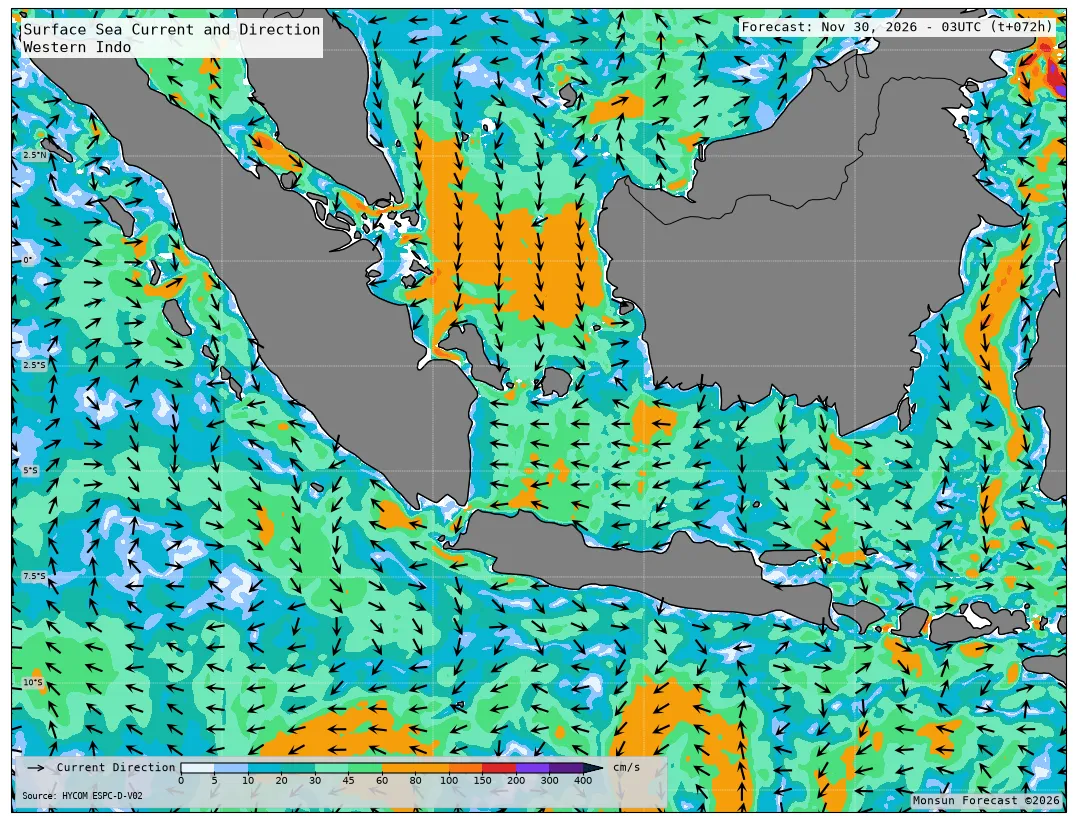 Surface Sea Current and Direction
Western Indo
Forecast: Nov 30, 2026 - 03UTC (t+072h)
2.5°N
0°
2.5°S
5°S
7.5°S
10°S
Current Direction
0 5 10 20 30 45 60 80 100 150 200 300 400 cm/s
Source: HYCOM ESPC-D-V02
Monsun Forecast ©2026